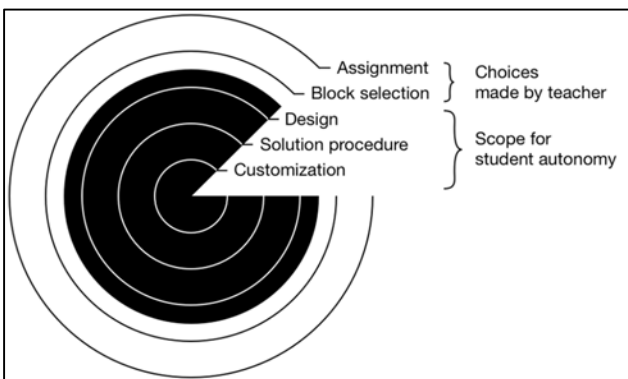 Assignment
Block selection
Choices
made by teacher
Design
Solution procedure
Customization
Scope for
student autonomy